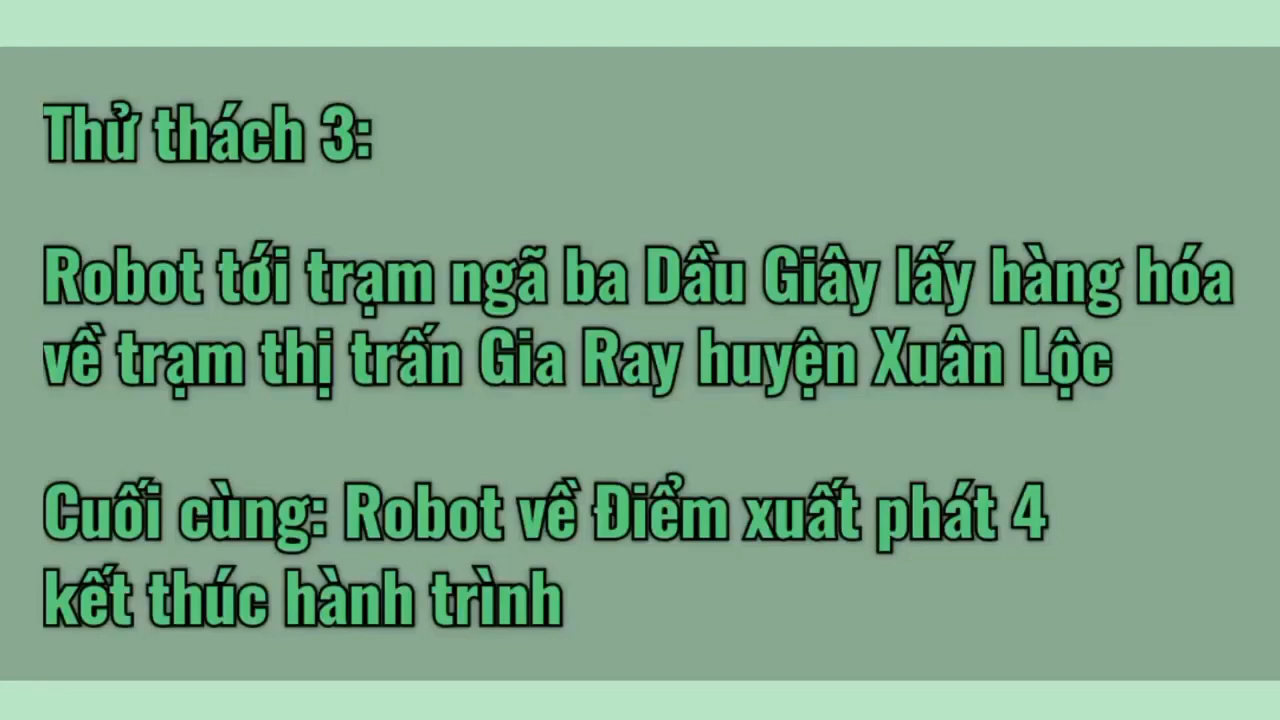 Thử thách 3:
Robot tới trạm ngã ba Dầu Giây lấy hàng hóa
về trạm thị trấn Gia Ray huyện Xuân Lộc
Cuối cùng: Robot về Điểm xuất phát 4
kết thúc hành trình